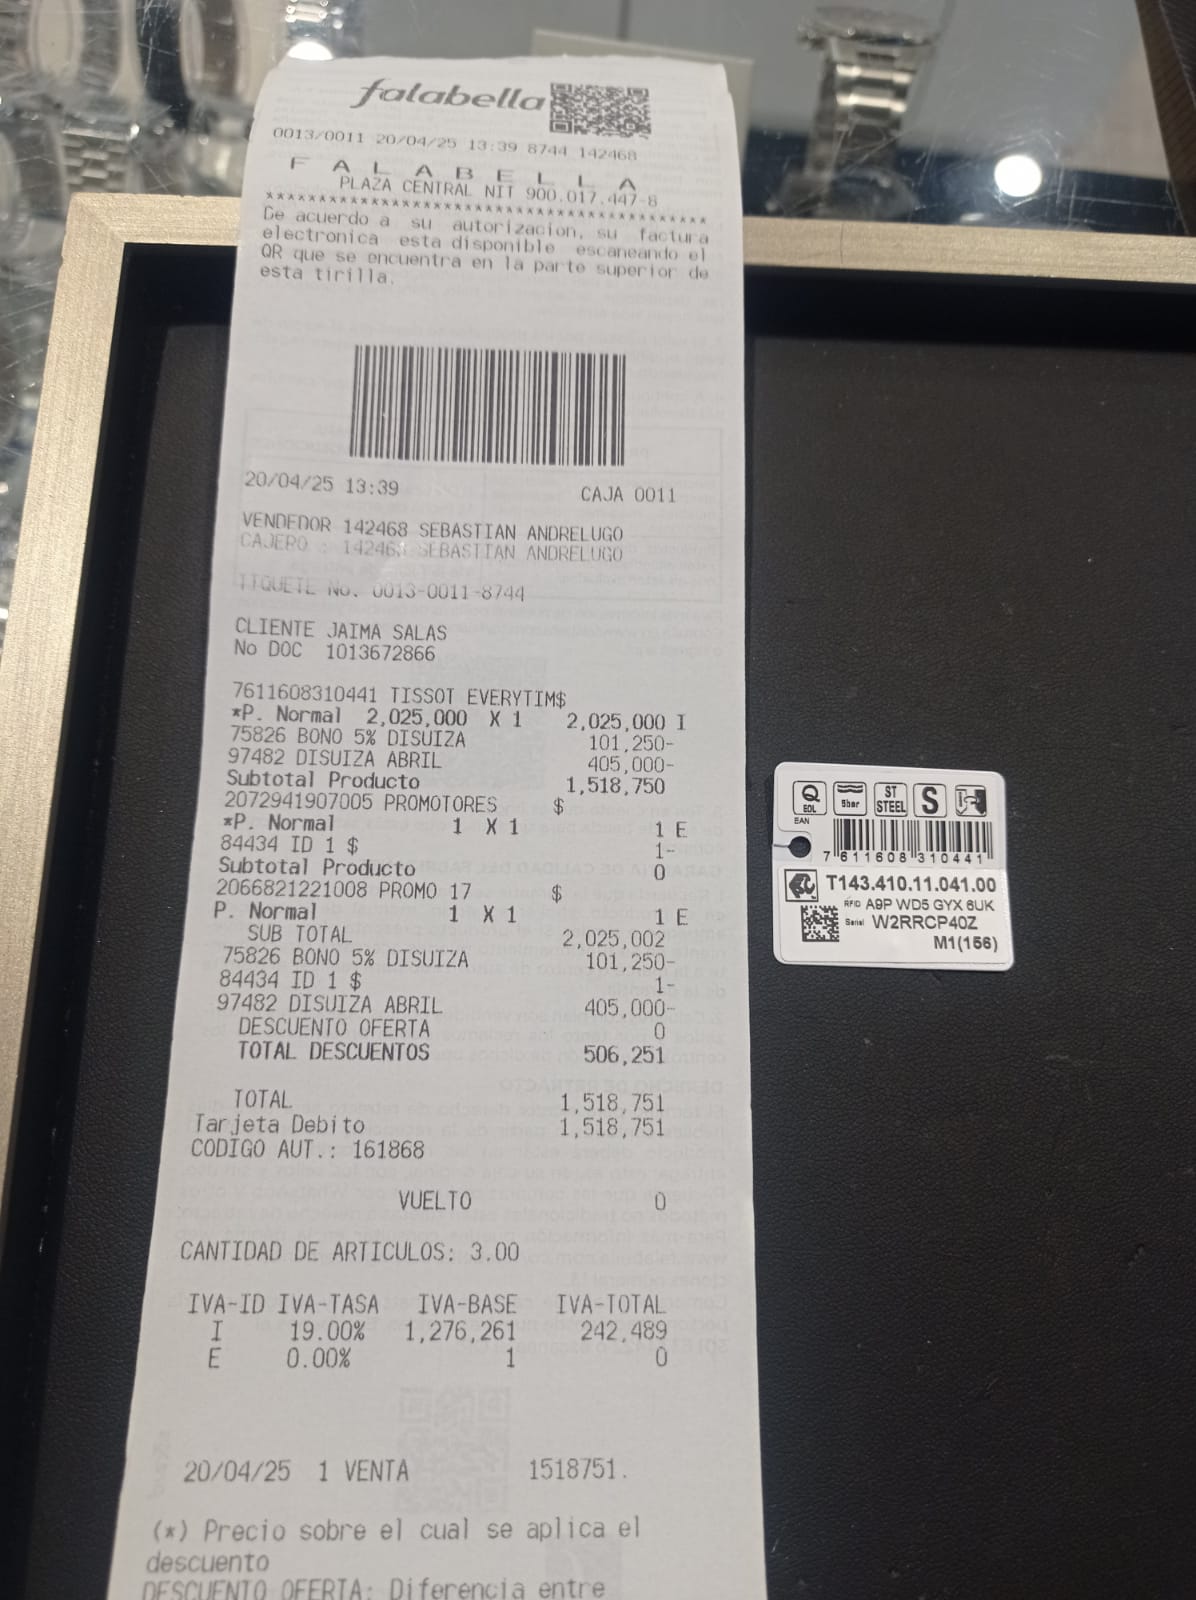 falabella
0013/0011 20/04/25 13:39 8744 142468
F A L A B E L L A
PLAZA CENTRAL NIT 900.017.447-8
******************************************
De acuerdo a su autorizacion, su factura
electronica esta disponible escaneando el
QR que se encuentra en la parte superior de
esta tirilla.
20/04/25 13:39 CAJA 0011
VENDEDOR 142468 SEBASTIAN ANDRELUGO
CAJERO : 142468 SEBASTIAN ANDRELUGO
TIQUETE No. 0013-0011-8744
CLIENTE JAIMA SALAS
No DOC 1013672866
7611608310441 TISSOT EVERYTIM$
*P. Normal 2,025,000 X 1 2,025,000 I
75826 BONO 5% DISUIZA 101,250-
97482 DISUIZA ABRIL 405,000-
Subtotal Producto 1,518,750
2072941907005 PROMOTORES $
*P. Normal 1 X 1 1 E
84434 ID 1 $ 1-
Subtotal Producto 0
2066821221008 PROMO 17 $
P. Normal 1 X 1 1 E
SUB TOTAL 2,025,002
75826 BONO 5% DISUIZA 101,250-
84434 ID 1 $ 1-
97482 DISUIZA ABRIL 405,000-
DESCUENTO OFERTA 0
TOTAL DESCUENTOS 506,251
TOTAL 1,518,751
Tarjeta Debito 1,518,751
CODIGO AUT.: 161868
VUELTO 0
CANTIDAD DE ARTICULOS: 3.00
IVA-ID IVA-TASA IVA-BASE IVA-TOTAL
I 19.00% 1,276,261 242,489
E 0.00% 1 0
20/04/25 1 VENTA 1518751.
(*) Precio sobre el cual se aplica el
descuento
DESCUENTO OFERTA: Diferencia entre
Q EOL 5bar ST STEEL S
EAN
7 611608 310441
T143.410.11.041.00
RFID A9P WD5 GYX 6UK
Serial W2RRCP40Z
M1(156)